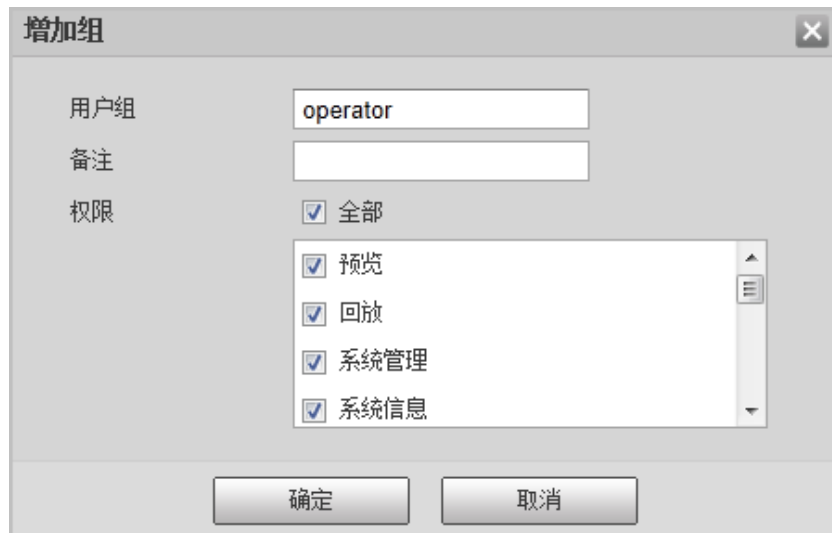 增加组
用户组 operator
备注
权限 全部
预览
回放
系统管理
系统信息
确定 取消